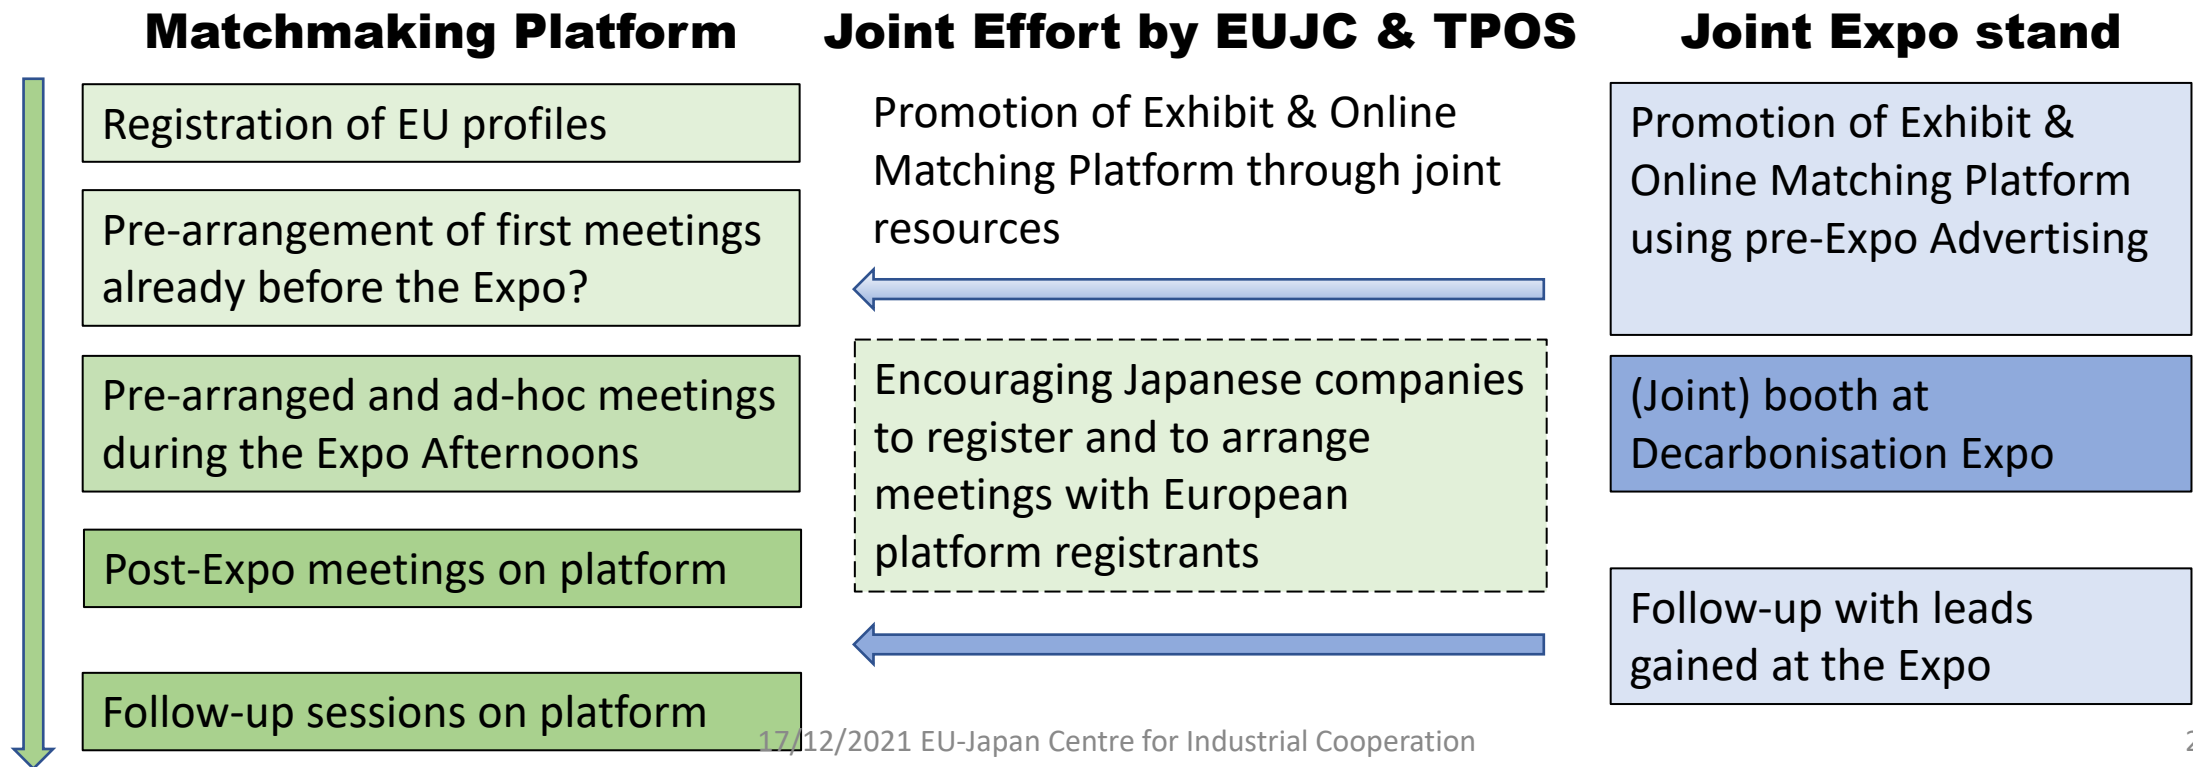 Matchmaking Platform
Registration of EU profiles
Pre-arrangement of first meetings
already before the Expo?
Pre-arranged and ad-hoc meetings
during the Expo Afternoons
Post-Expo meetings on platform
Follow-up sessions on platform
Joint Effort by EUJC & TPOS
Promotion of Exhibit & Online
Matching Platform through joint
resources
Encouraging Japanese companies
to register and to arrange
meetings with European
platform registrants
Joint Expo stand
Promotion of Exhibit &
Online Matching Platform
using pre-Expo Advertising
(Joint) booth at
Decarbonisation Expo
Follow-up with leads
gained at the Expo
17/12/2021 EU-Japan Centre for Industrial Cooperation
2